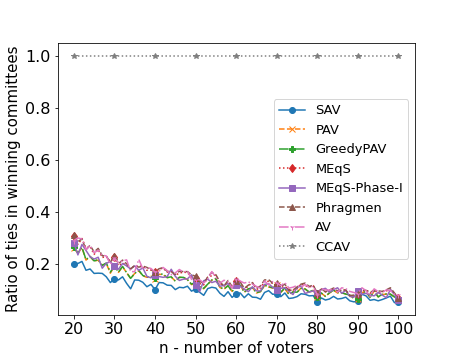 Ratio of ties in winning committees
1.0
0.8
0.6
0.4
0.2
SAV
PAV
GreedyPAV
MEqS
MEqS-Phase-I
Phragmen
AV
CCAV
20 30 40 50 60 70 80 90 100
n - number of voters